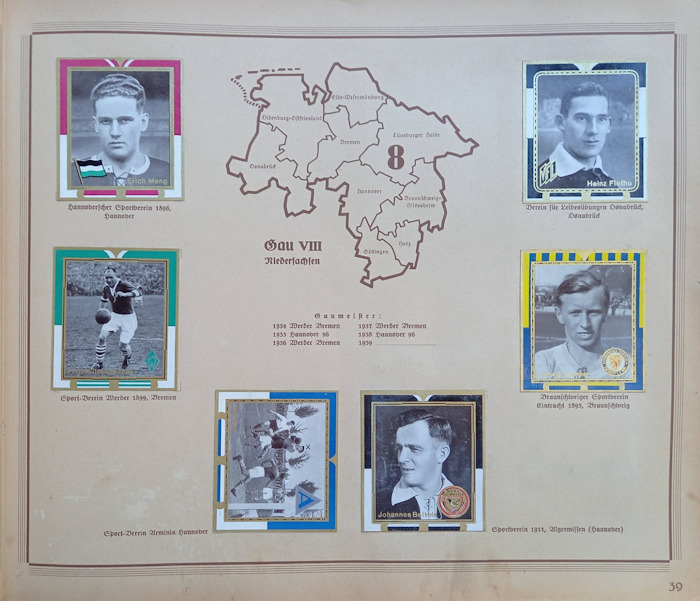 Erich Meng
Hannoverscher Sportverein 1896,
Hannover
Elbe-Wesermündung
Oldenburg-Ostfriesland
Lüneburger Heide
Bremen
8
Osnabrück
Hannover
Braunschweig-
Hildesheim
Göttingen
Harz
Gau VIII
Niedersachsen
VfL
Heinz Flotho
Verein für Leibesübungen Osnabrück,
Osnabrück
Gaumeister:
1934 Werder Bremen
1935 Hannover 96
1936 Werder Bremen
1937 Werder Bremen
1938 Hannover 96
1939
Sport-Verein Werder 1899, Bremen
Braunschweiger Sportverein
Eintracht 1895, Braunschweig
Sport-Verein Arminia Hannover
Johannes
Sportverein 1911, Algermissen (Hannover)
39